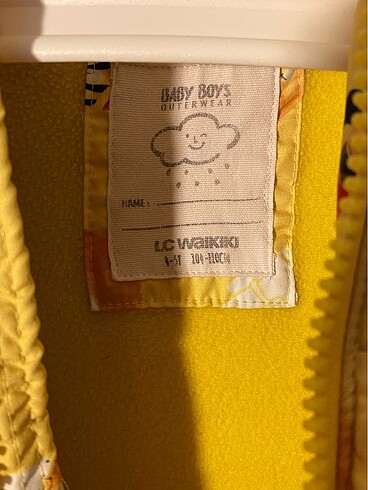 BABY BOYS
OUTERWEAR
NAME:
LC WAIKIKI
4-5Y 104-110CM